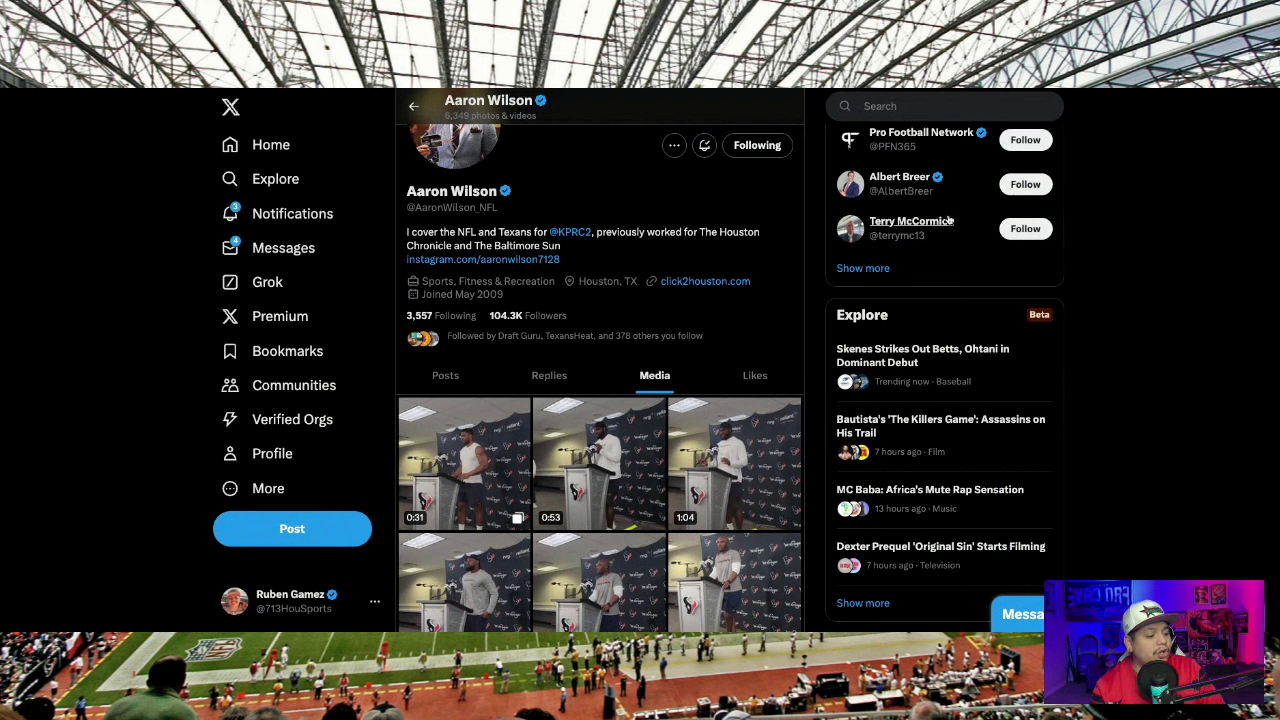 Aaron Wilson
6,349 photos & videos
Home
Explore
3
Notifications
4
Messages
Grok
Premium
Bookmarks
Communities
Verified Orgs
Profile
More
Post
Ruben Gamez
@713HouSports
...
Following
Aaron Wilson
@AaronWilson_NFL
I cover the NFL and Texans for @KPRC2, previously worked for The Houston
Chronicle and The Baltimore Sun
instagram.com/aaronwilson7128
Sports, Fitness & Recreation Houston, TX click2houston.com
Joined May 2009
3,557 Following 104.3K Followers
Followed by Draft Guru, TexansHeat, and 378 others you follow
Posts Replies Media Likes
0:31
0:53
1:04
Search
Pro Football Network
@PFN365
Follow
Albert Breer
@AlbertBreer
Follow
Terry McCormick
@terrymc13
Follow
Show more
Explore
Beta
Skenes Strikes Out Betts, Ohtani in
Dominant Debut
Trending now · Baseball
Bautista's 'The Killers Game': Assassins on
His Trail
7 hours ago · Film
MC Baba: Africa's Mute Rap Sensation
13 hours ago · Music
Dexter Prequel 'Original Sin' Starts Filming
7 hours ago · Television
Show more
Messa
NFL